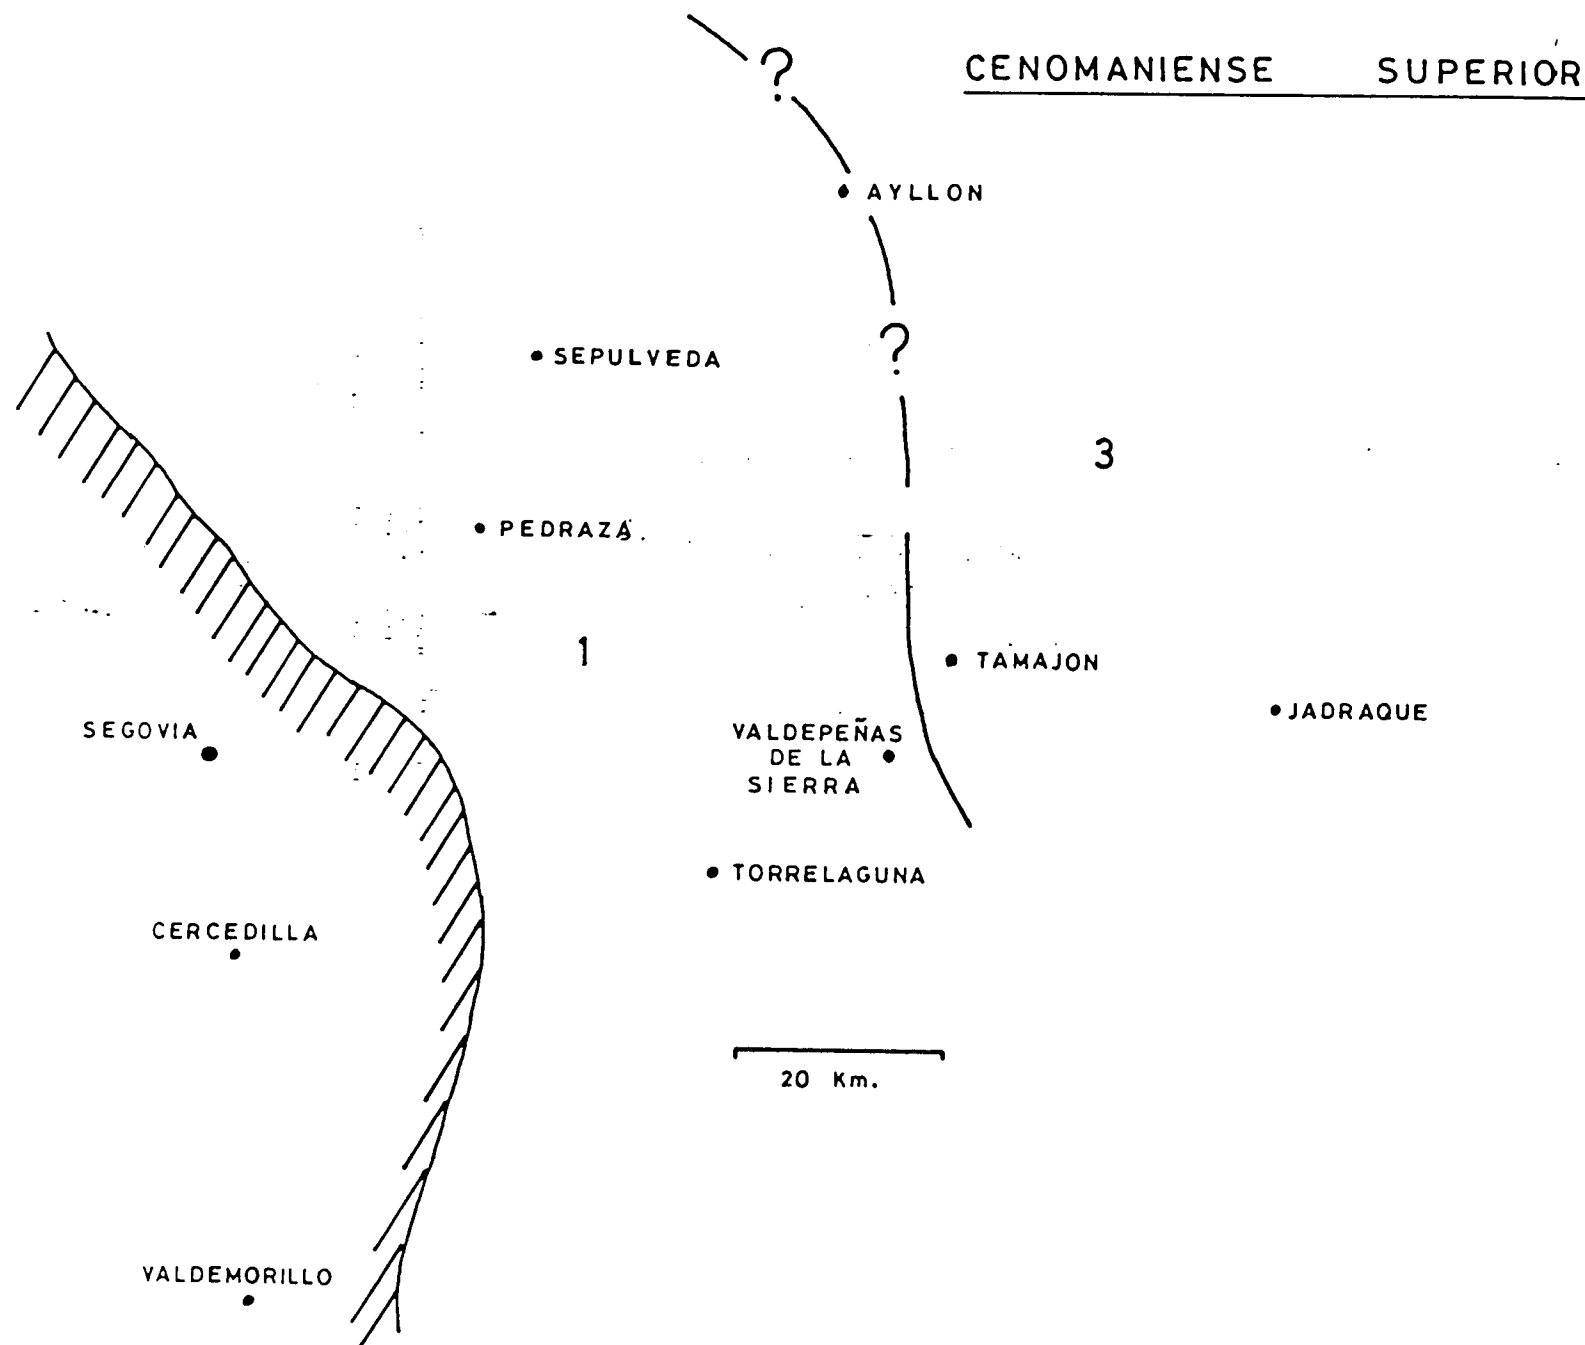 ?
CENOMANIENSE SUPERIOR
AYLLON
?
SEPULVEDA
3
PEDRAZA
1
TAMAJON
JADRAQUE
SEGOVIA
VALDEPEÑAS
DE LA
SIERRA
TORRELAGUNA
CERCEDILLA
20 Km.
VALDEMORILLO